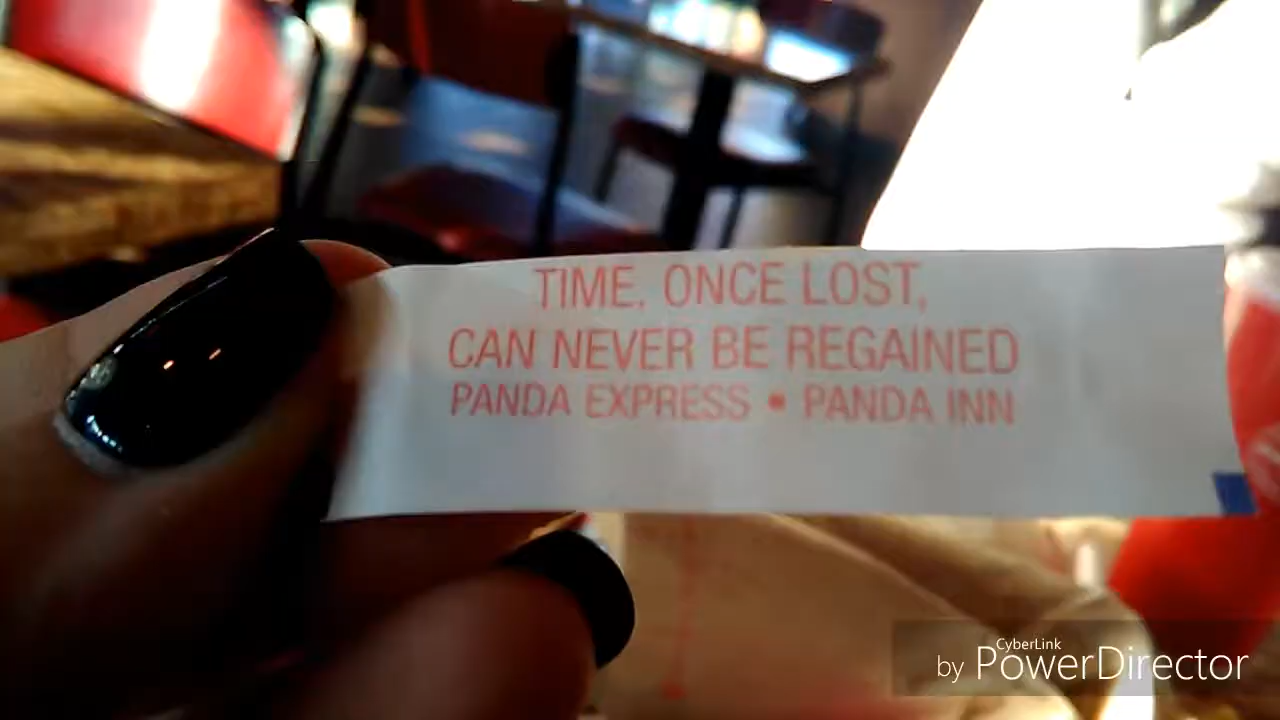 TIME, ONCE LOST,
CAN NEVER BE REGAINED
PANDA EXPRESS • PANDA INN
CyberLink
by PowerDirector